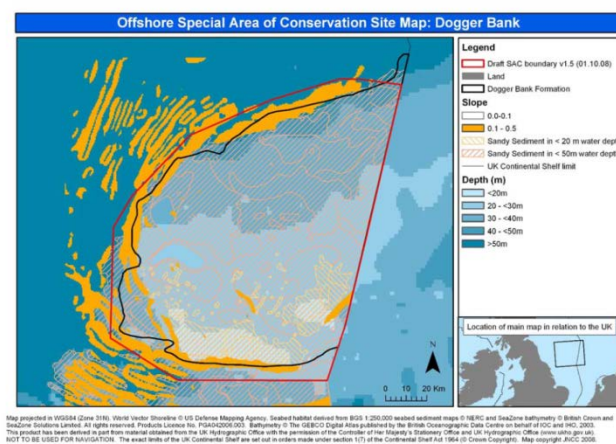 Offshore Special Area of Conservation Site Map: Dogger Bank
Legend
Draft SAC boundary v1.5 (01.10.08)
Land
Dogger Bank Formation
Slope
0.0-0.1
0.1 - 0.5
Sandy Sediment in < 20 m water dept
Sandy Sediment in < 50m water depth
UK Continental Shelf limit
Depth (m)
<20m
20 - <30m
30 - <40m
40 - <50m
>50m
N
0 10 20 Km
Location of main map in relation to the UK
Map projected in WGS84 (Zone 31N). World Vector Shoreline © US Defense Mapping Agency. Seabed habitat derived from BGS 1:250,000 seabed sediment maps © NERC and SeaZone bathymetry © British Crown and
SeaZone Solutions Limited. All rights reserved. Products Licence No. PGA042006.003. Bathymetry © The GEBCO Digital Atlas published by the British Oceanographic Data Centre on behalf of IOC and IHO, 2003.
This product has been derived in part from material obtained from the UK Hydrographic Office with the permission of the Controller of Her Majesty's Stationery Office and UK Hydrographic Office (www.ukho.gov.uk).
NOT TO BE USED FOR NAVIGATION. The exact limits of the UK Continental Shelf are set out in orders made under section 1(7) of the Continental Shelf Act 1964 (© Crown Copyright). Map copyright JNCC 2008.